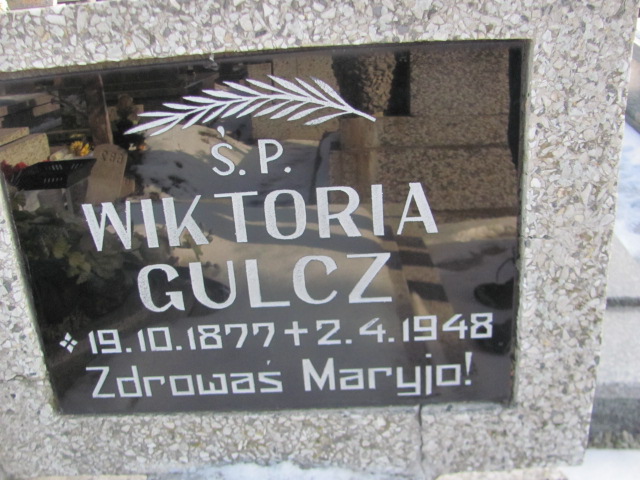 Ś.P.
WIKTORIA
GULCZ
19.10.1877 + 2.4.1948
Zdrowaś Maryjo!